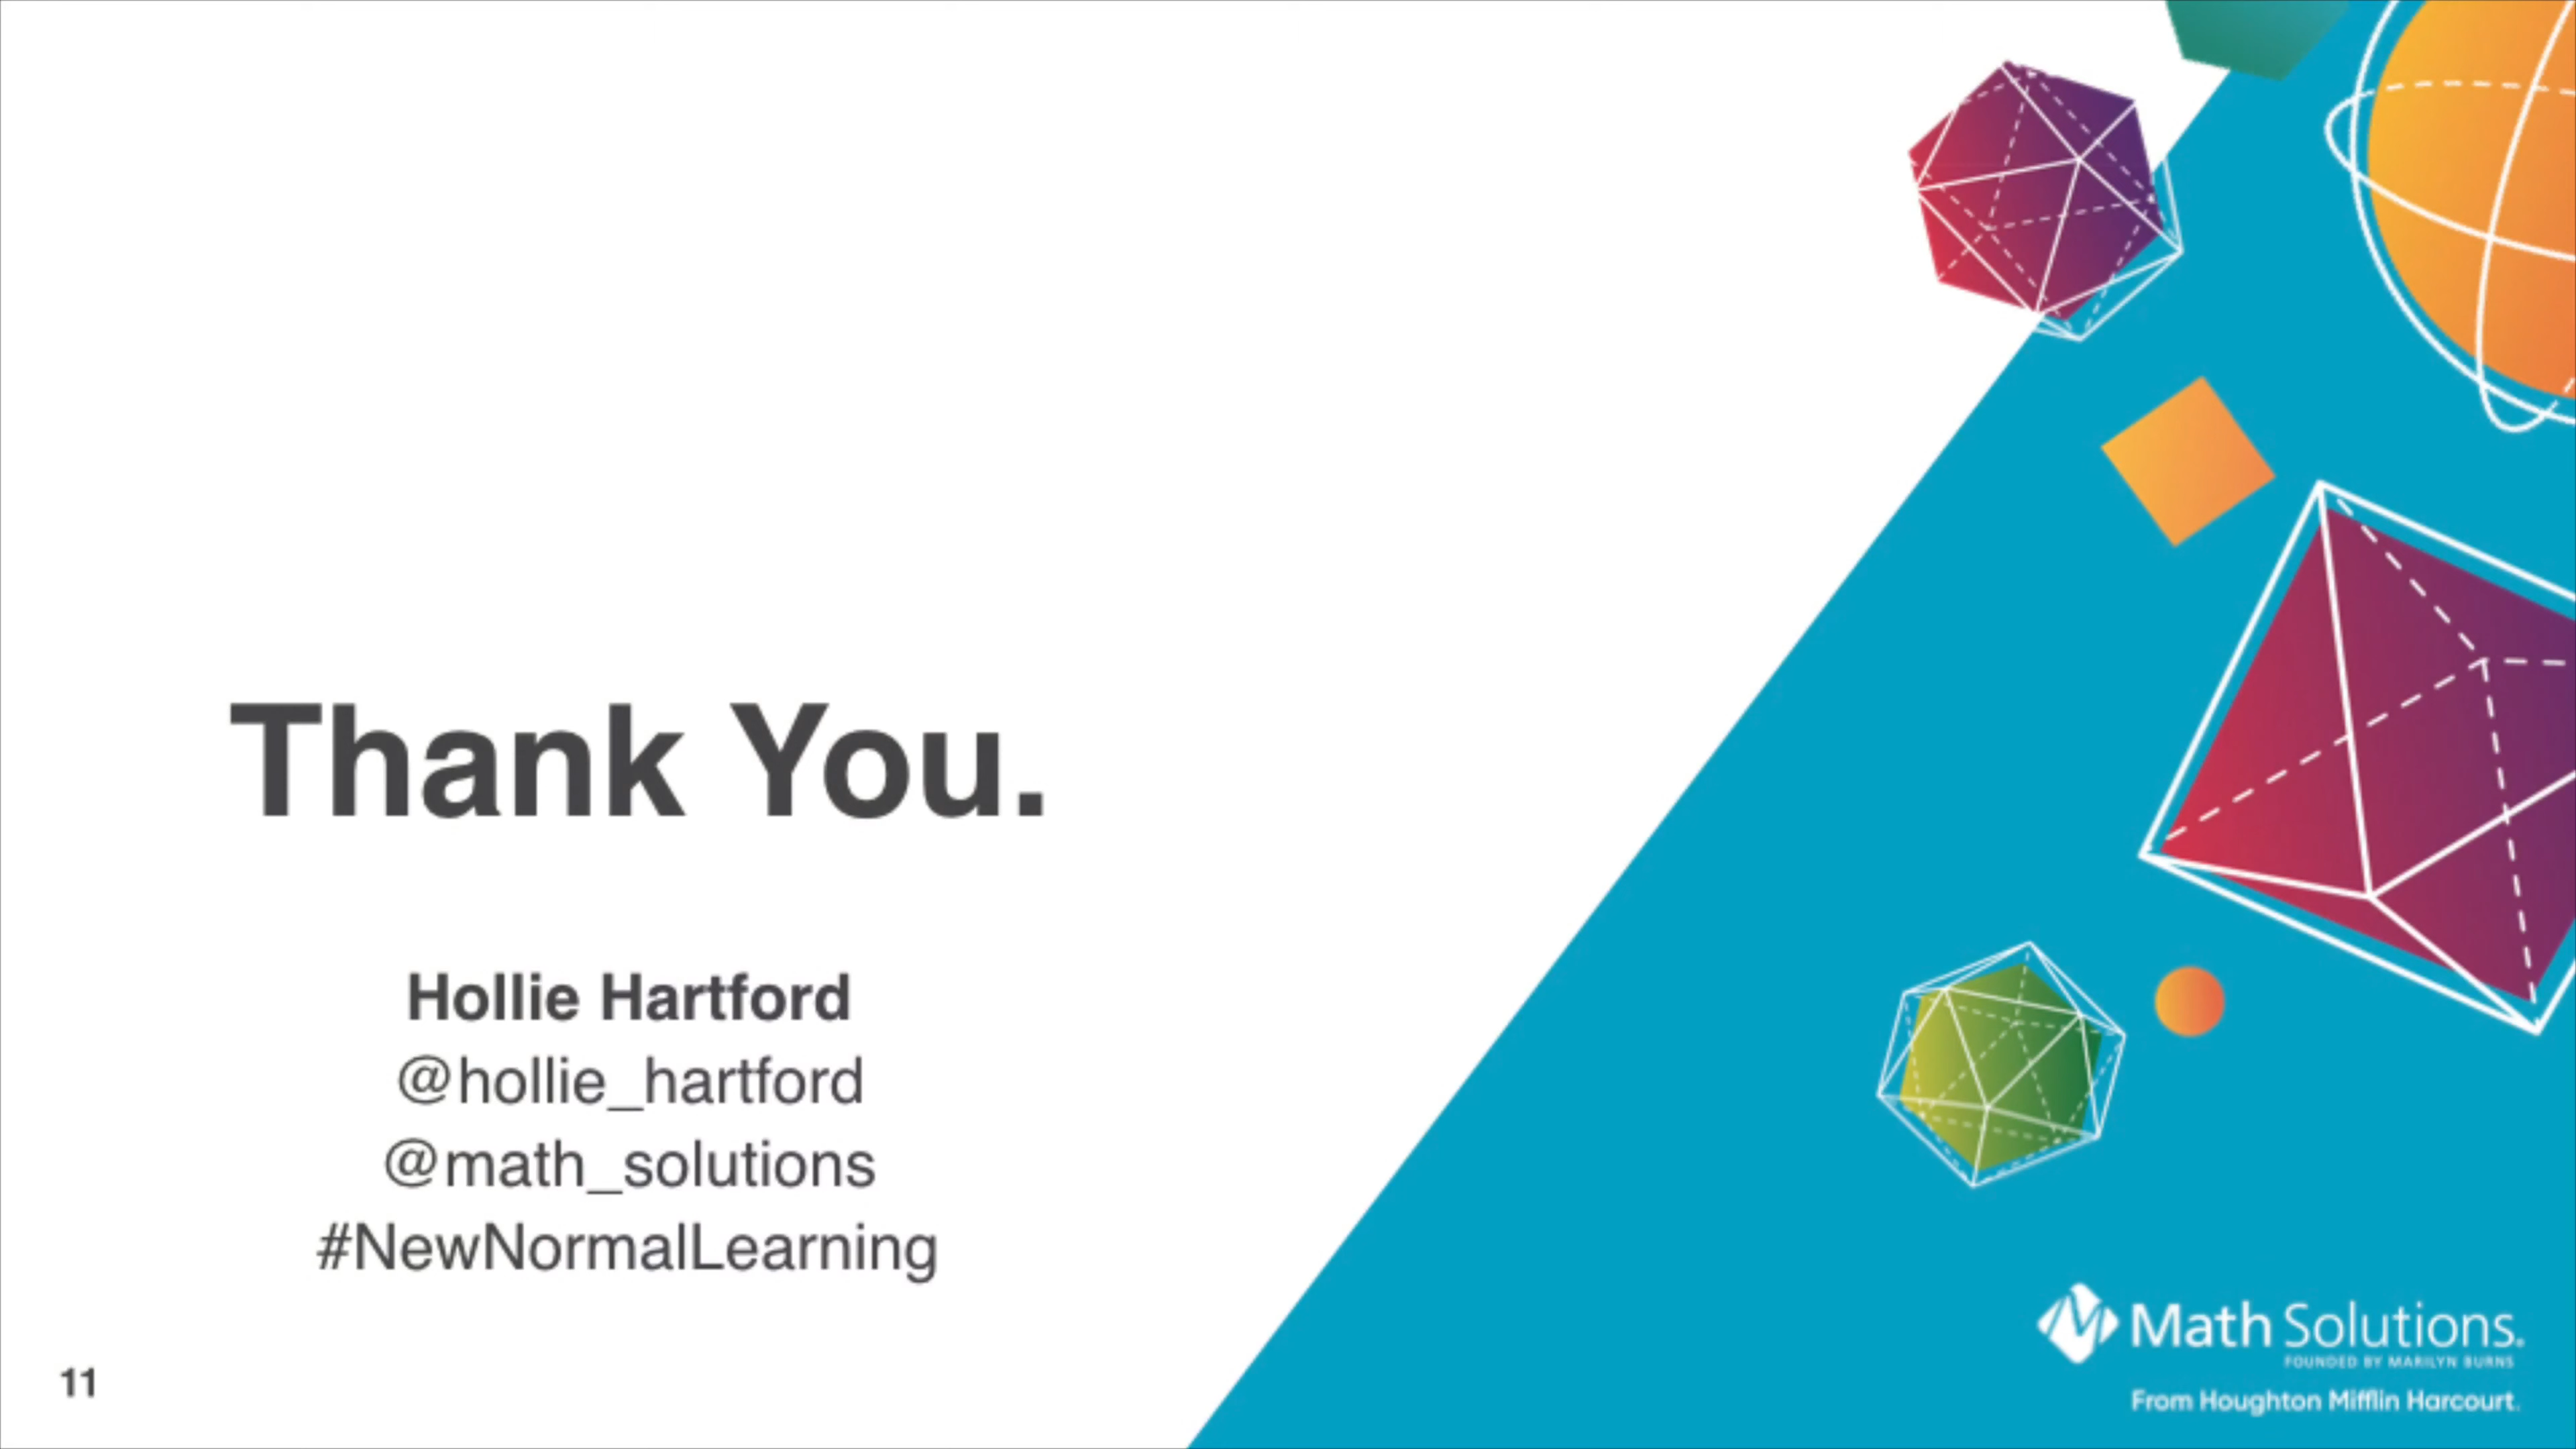 Thank You.
Hollie Hartford
@hollie_hartford
@math_solutions
#NewNormalLearning
11
Math Solutions.
FOUNDED BY MARILYN BURNS
From Houghton Mifflin Harcourt.